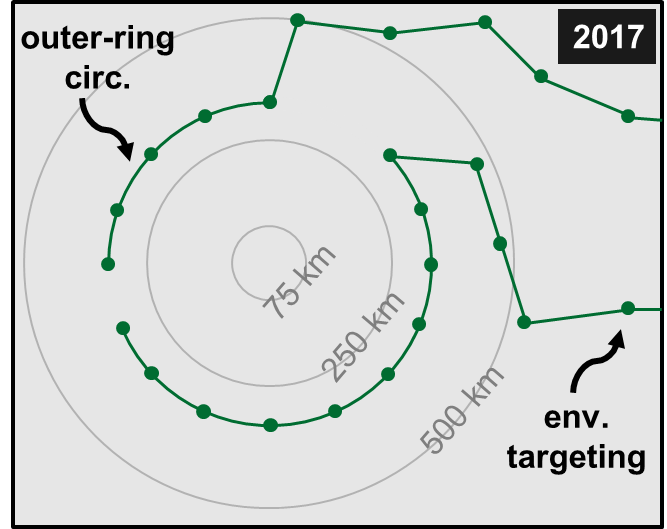 outer-ring
circ.
2017
75 km
250 km
500 km
env.
targeting